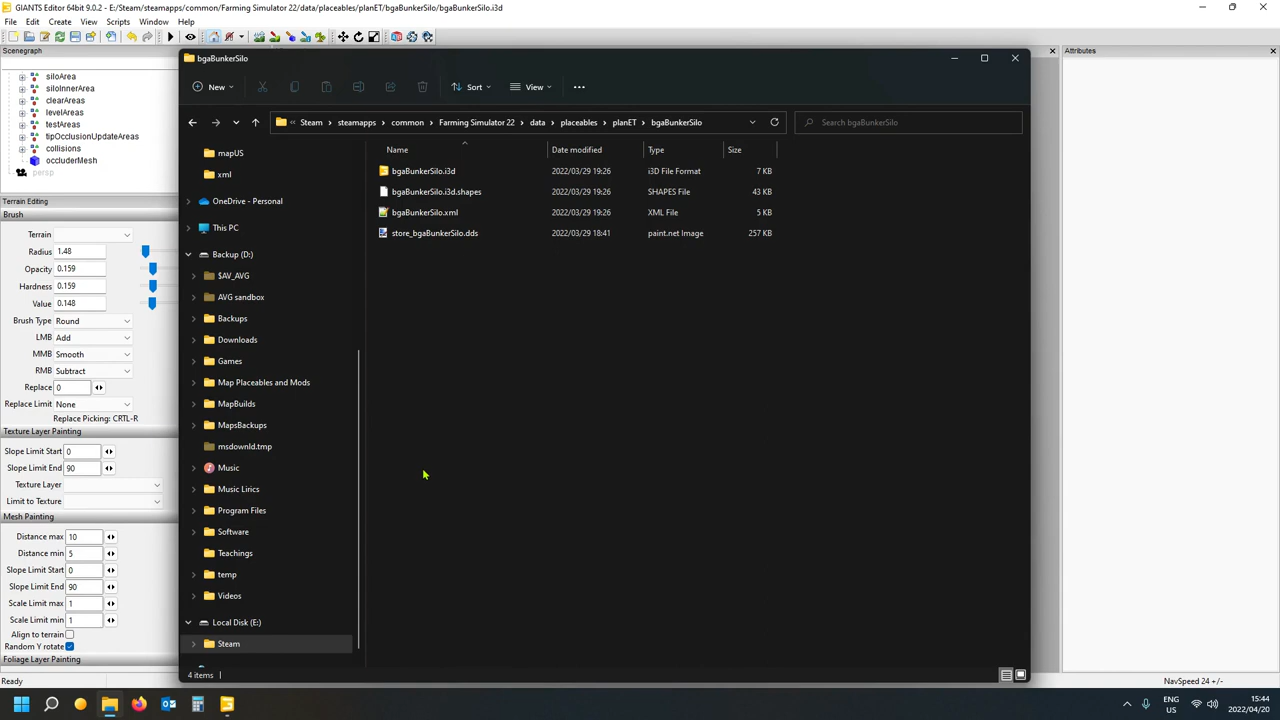 GIANTS Editor 64bit 9.0.2 - E:/Steam/steamapps/common/Farming Simulator 22/data/placeables/planET/bgaBunkerSilo/bgaBunkerSilo.i3d
File Edit Create View Scripts Window Help
Scenegraph
siloArea
siloInnerArea
clearAreas
levelAreas
testAreas
tipOcclusionUpdateAreas
collisions
occluderMesh
persp
Terrain Editing
Brush
Terrain
Radius 1.48
Opacity 0.159
Hardness 0.159
Value 0.148
Brush Type Round
LMB Add
MMB Smooth
RMB Subtract
Replace 0
Replace Limit None
Replace Picking: CRTL-R
Texture Layer Painting
Slope Limit Start 0
Slope Limit End 90
Texture Layer
Limit to Texture
Mesh Painting
Distance max 10
Distance min 5
Slope Limit Start 0
Slope Limit End 90
Scale Limit max 1
Scale Limit min 1
Align to terrain
Random Y rotate
Foliage Layer Painting
Ready
bgaBunkerSilo
New Sort View
Steam steamapps common Farming Simulator 22 data placeables planET bgaBunkerSilo
Search bgaBunkerSilo
mapUS
xml
OneDrive - Personal
This PC
Backup (D:)
$AV_AVG
AVG sandbox
Backups
Downloads
Games
Map Placeables and Mods
MapBuilds
MapsBackups
msdownld.tmp
Music
Music Lirics
Program Files
Software
Teachings
temp
Videos
Local Disk (E:)
Steam
Name Date modified Type Size
bgaBunkerSilo.i3d 2022/03/29 19:26 i3D File Format 7 KB
bgaBunkerSilo.i3d.shapes 2022/03/29 19:26 SHAPES File 43 KB
bgaBunkerSilo.xml 2022/03/29 19:26 XML File 5 KB
store_bgaBunkerSilo.dds 2022/03/29 18:41 paint.net Image 257 KB
4 items
Attributes
NavSpeed 24 +/-
ENG
US
15:44
2022/04/20